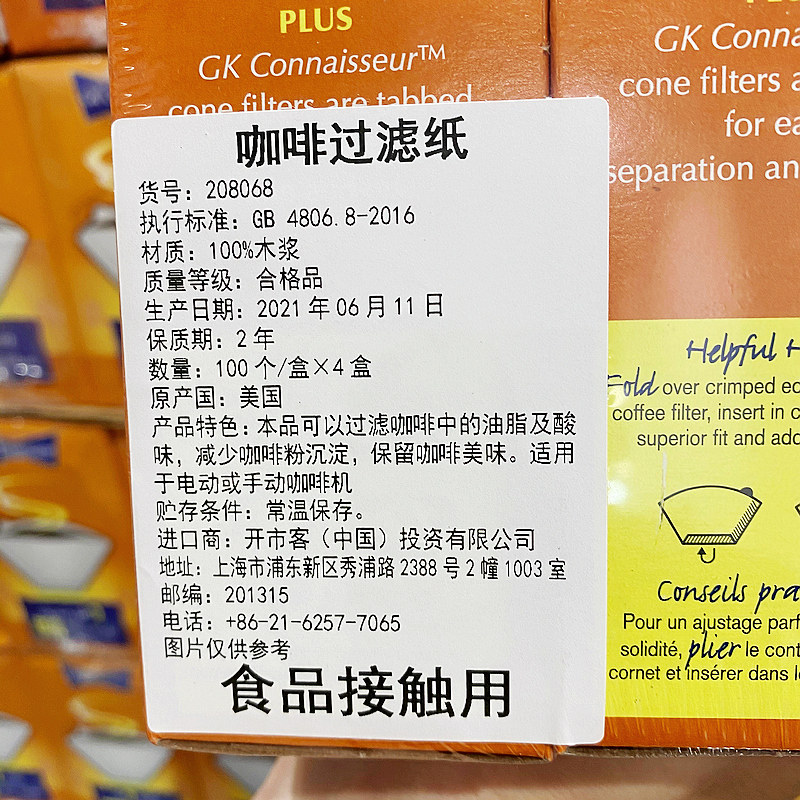 PLUS
GK Connaisseur™
cone filters are tabbed
GK Conna
cone filters a
for ea
separation an
咖啡过滤纸
货号：208068
执行标准：GB 4806.8-2016
材质：100%木浆
质量等级：合格品
生产日期：2021 年 06 月 11 日
保质期：2 年
数量：100 个/盒×4 盒
原产国：美国
产品特色：本品可以过滤咖啡中的油脂及酸
味，减少咖啡粉沉淀，保留咖啡美味。适用
于电动或手动咖啡机
贮存条件：常温保存。
进口商：开市客（中国）投资有限公司
地址：上海市浦东新区秀浦路 2388 号 2 幢 1003 室
邮编：201315
电话：+86-21-6257-7065
图片仅供参考
食品接触用
Helpful H
Fold over crimped ed
coffee filter, insert in c
superior fit and add
Conseils pra
Pour un ajustage parf
solidité, plier le cont
cornet et insérer dans l